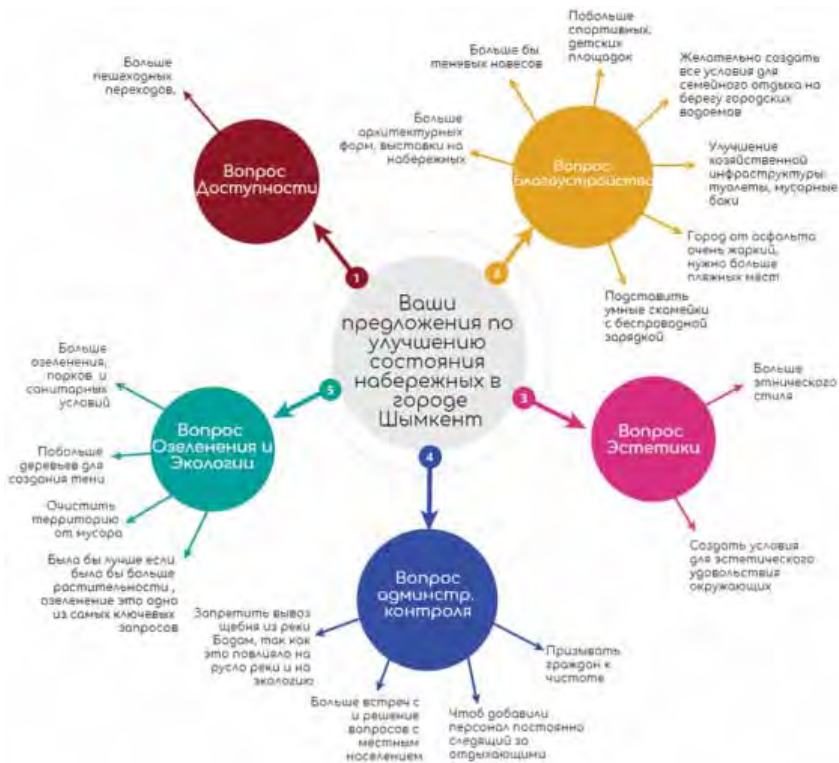 Больше
пешеходных
переходов.
Вопрос
Доступности
1
Больше бы
теневых навесов
Побольше
спортивных,
детских
площадок
Желательно создать
все условия для
семейного отдыха на
берегу городских
водоемов
Больше
архитектурных
форм, выставки на
набережных
Вопрос
Благоустройства
Улучшение
хозяйственной
инфраструктуры:
туалеты, мусорные
баки
Город от асфальта
очень жаркий,
нужно больше
пляжных мест
Подставить
умные скамейки
с беспроводной
зарядкой
2
Ваши
предложения по
улучшению
состояния
набережных в
городе
Шымкент
3
Больше
этнического
стиля
Вопрос
Эстетики
Создать условия
для эстетического
удовольствия
окружающих
4
Вопрос
админстр.
контроля
Запретить вывоз
щебня из реки
Бадам, так как
это повлияло на
русло реки и на
экологию
Больше встреч с
и решение
вопросов с
местным
населением
Чтоб добавили
персонал постоянно
следящий за
отдыхающими
Призывать
граждан к
чистоте
5
Больше
озеленения,
парков и
санитарных
условий
Вопрос
Озеленения и
Экологии
Побольше
деревьев для
создания тени
Очистить
территорию
от мусора
Было бы лучше если
было бы больше
растительности ,
озеленение это одно
из самых ключевых
запросов